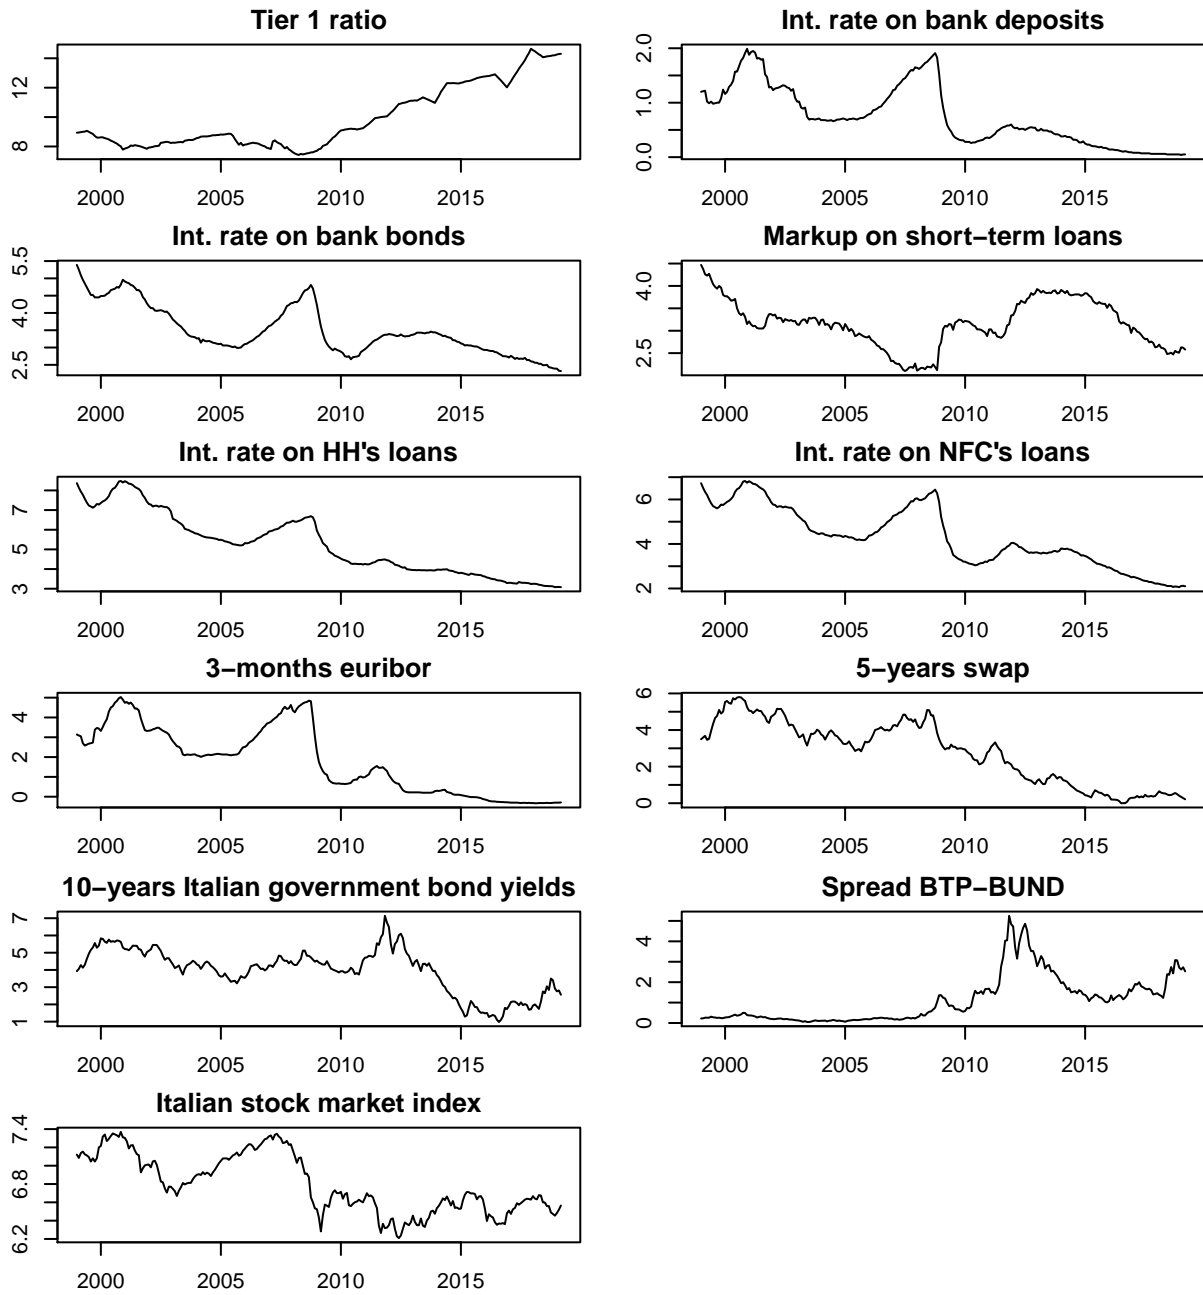 Tier 1 ratio
8 12
2000 2005 2010 2015
Int. rate on bank deposits
0.0 1.0 2.0
2000 2005 2010 2015
Int. rate on bank bonds
2.5 4.0 5.5
2000 2005 2010 2015
Markup on short−term loans
2.5 4.0
2000 2005 2010 2015
Int. rate on HH's loans
3 5 7
2000 2005 2010 2015
Int. rate on NFC's loans
2 4 6
2000 2005 2010 2015
3−months euribor
0 2 4
2000 2005 2010 2015
5−years swap
0 2 4 6
2000 2005 2010 2015
10−years Italian government bond yields
1 3 5 7
2000 2005 2010 2015
Spread BTP−BUND
0 2 4
2000 2005 2010 2015
Italian stock market index
6.2 6.8 7.4
2000 2005 2010 2015